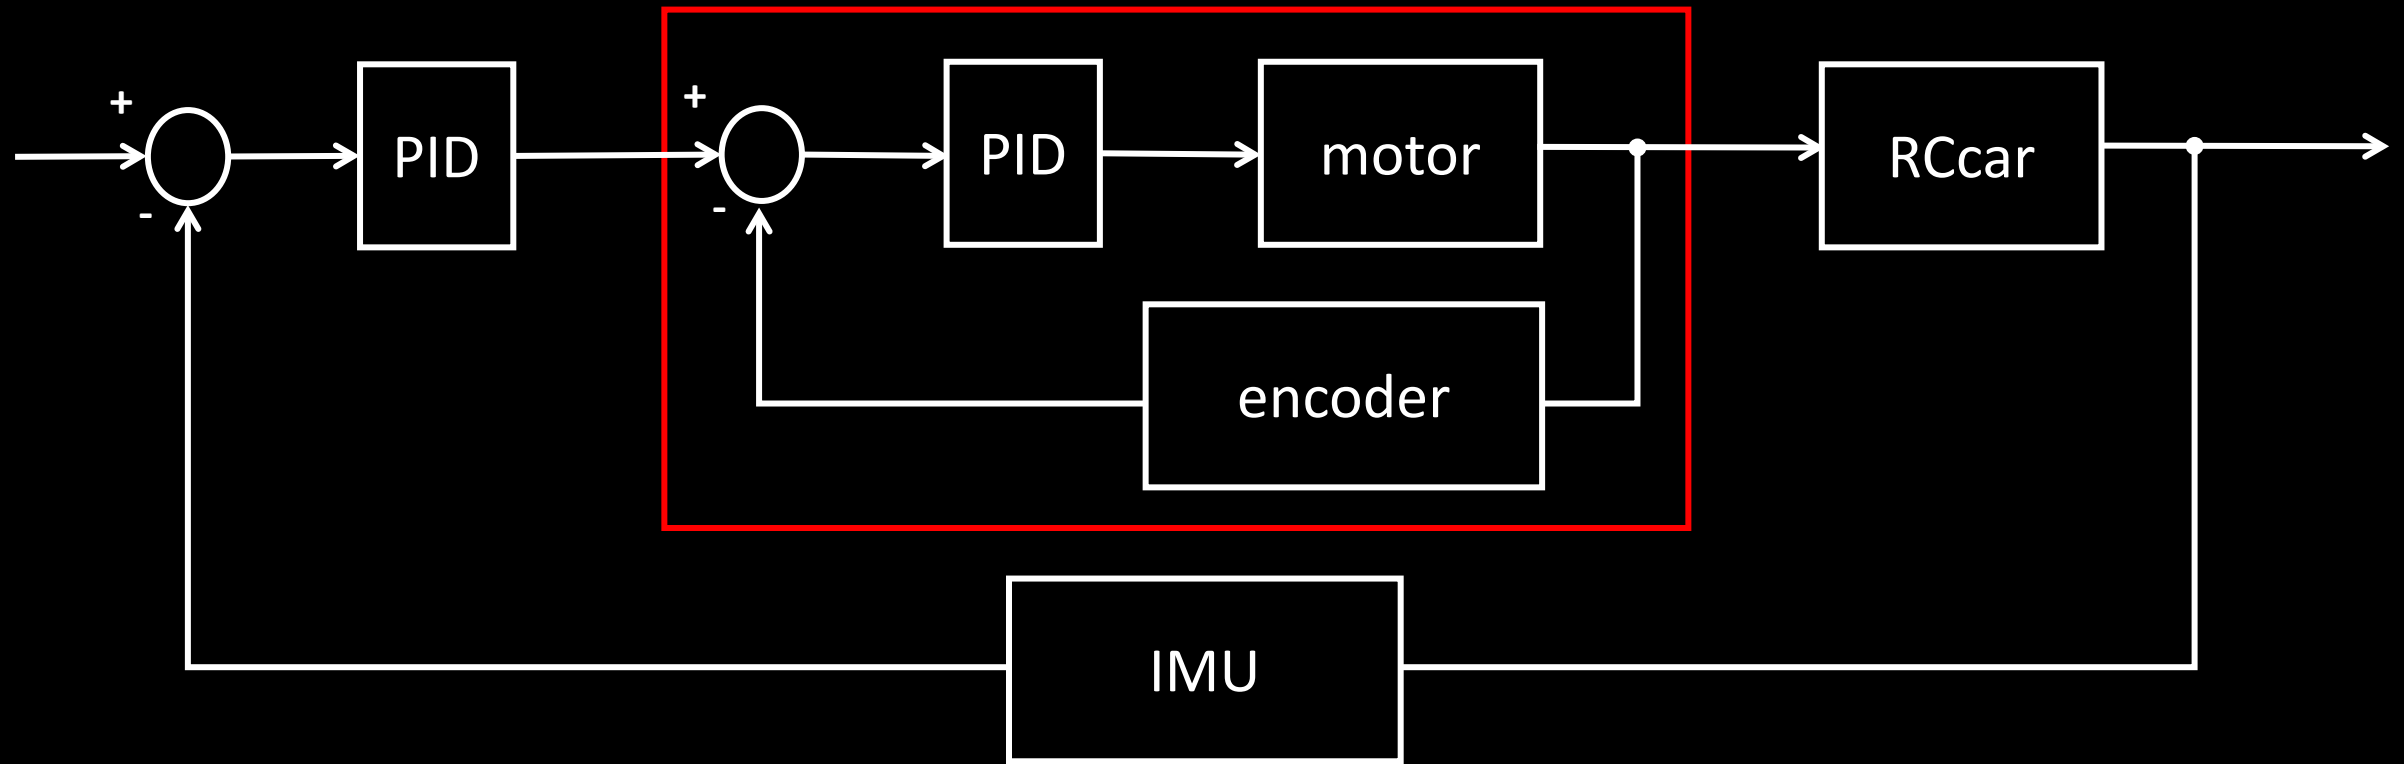 +
-
PID
+
-
PID
motor
RCcar
encoder
IMU